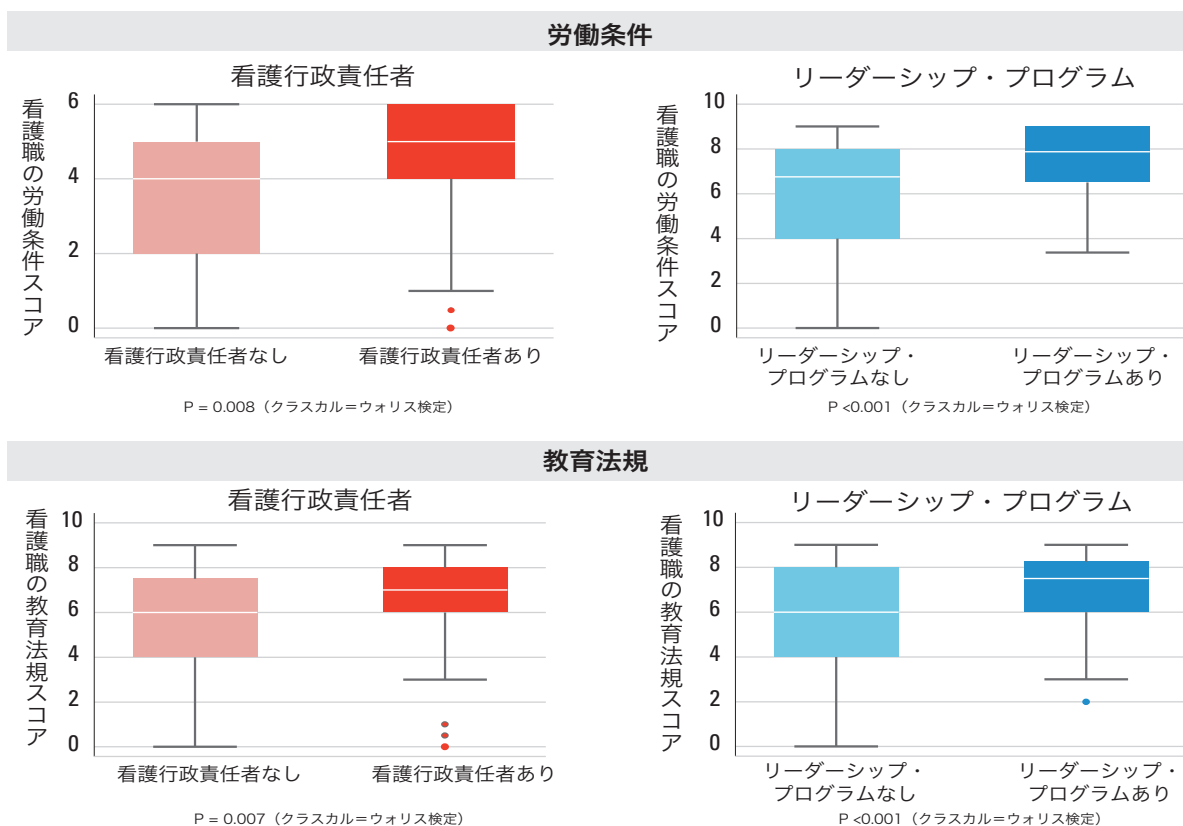 労働条件
看護行政責任者
看護職の労働条件スコア
6
4
2
0
看護行政責任者なし
看護行政責任者あり
P = 0.008（クラスカル＝ウォリス検定）
リーダーシップ・プログラム
看護職の労働条件スコア
10
8
6
4
2
0
リーダーシップ・
プログラムなし
リーダーシップ・
プログラムあり
P <0.001（クラスカル＝ウォリス検定）
教育法規
看護行政責任者
看護職の教育法規スコア
10
8
6
4
2
0
看護行政責任者なし
看護行政責任者あり
P = 0.007（クラスカル＝ウォリス検定）
リーダーシップ・プログラム
看護職の教育法規スコア
10
8
6
4
2
0
リーダーシップ・
プログラムなし
リーダーシップ・
プログラムあり
P <0.001（クラスカル＝ウォリス検定）